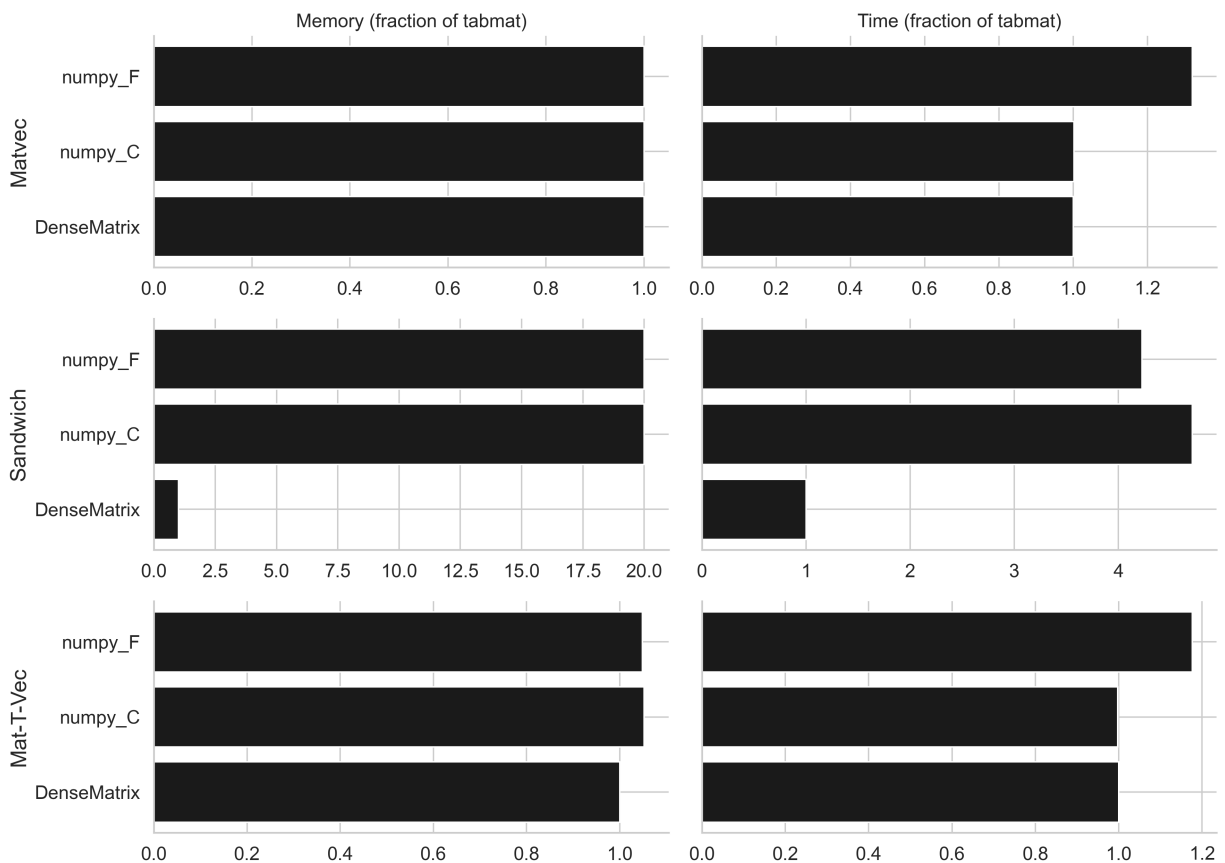 Memory (fraction of tabmat)
Time (fraction of tabmat)
Matvec
numpy_F
numpy_C
DenseMatrix
0.0 0.2 0.4 0.6 0.8 1.0
0.0 0.2 0.4 0.6 0.8 1.0 1.2
Sandwich
numpy_F
numpy_C
DenseMatrix
0.0 2.5 5.0 7.5 10.0 12.5 15.0 17.5 20.0
0 1 2 3 4
Mat-T-Vec
numpy_F
numpy_C
DenseMatrix
0.0 0.2 0.4 0.6 0.8 1.0
0.0 0.2 0.4 0.6 0.8 1.0 1.2